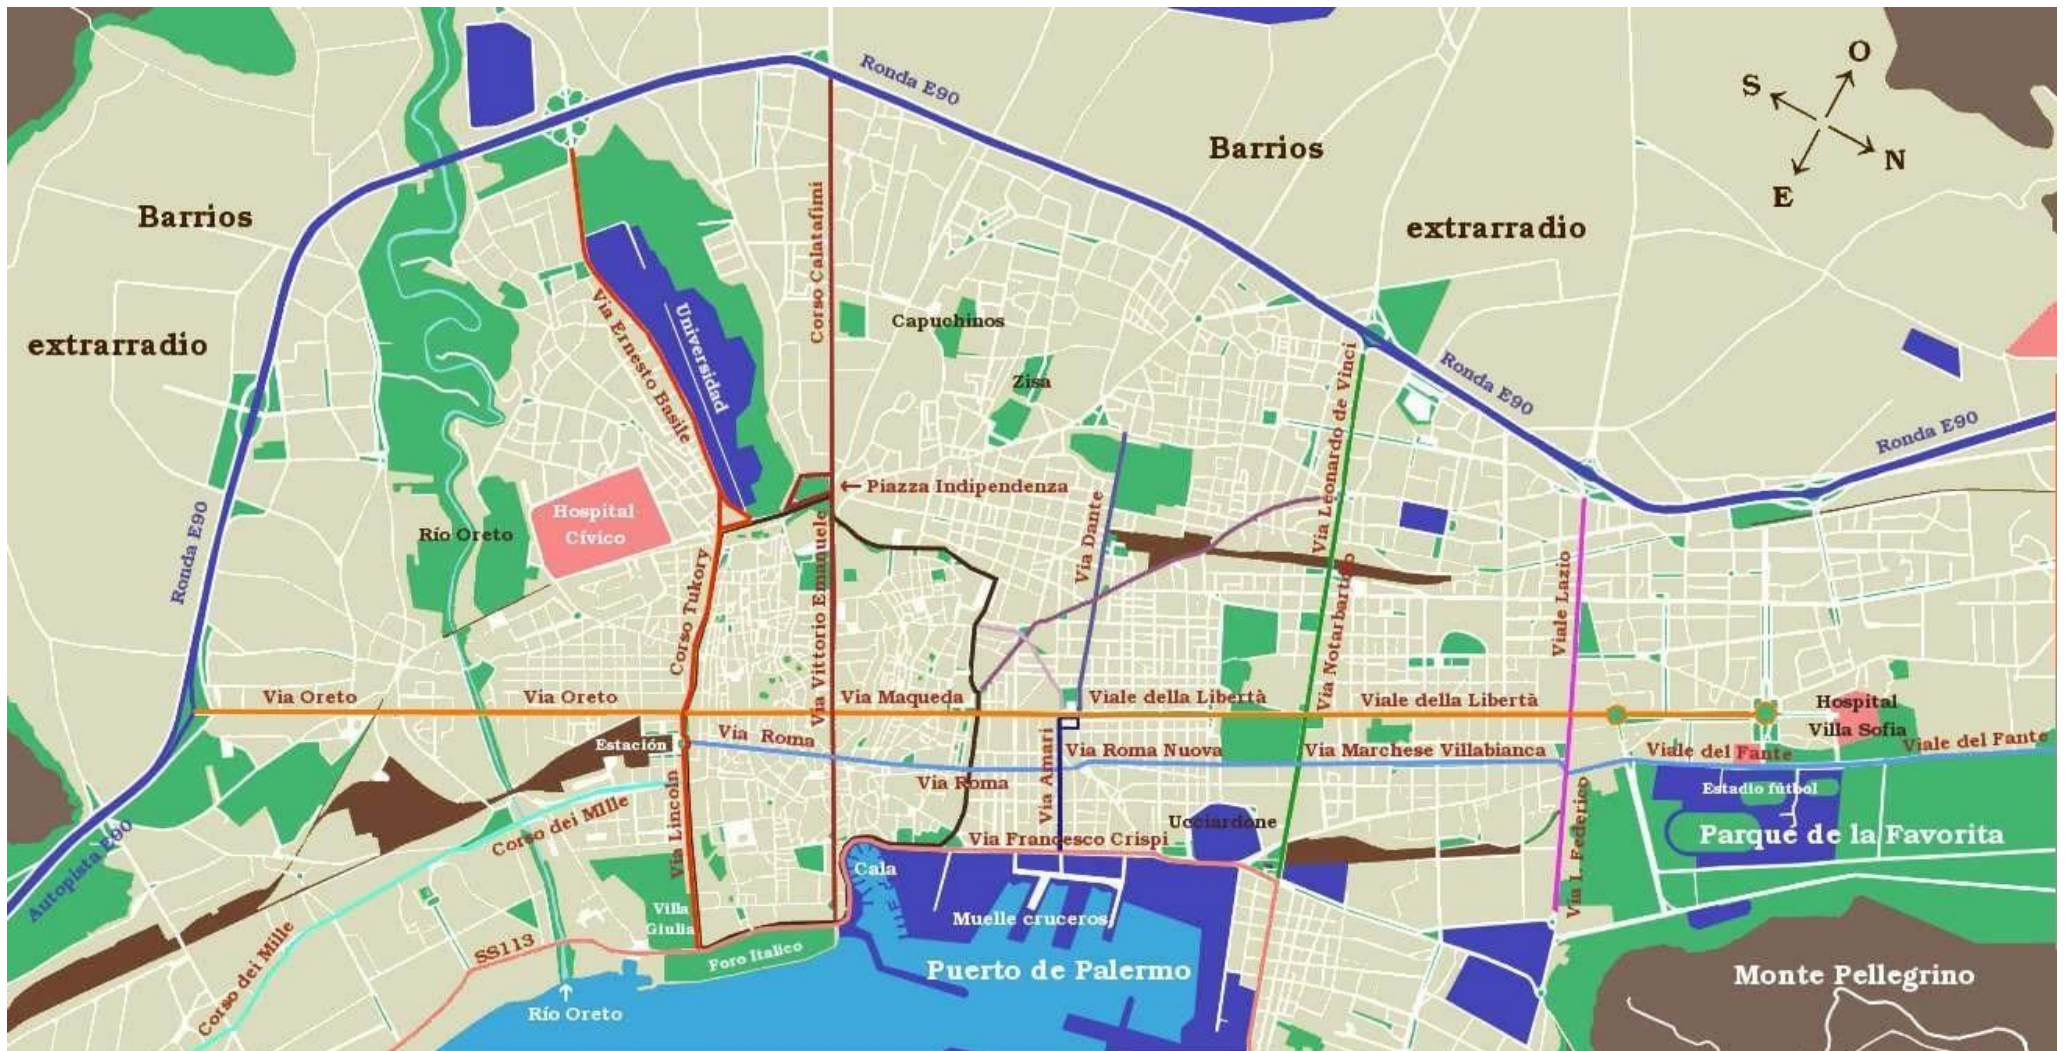 Ronda E90
O
S
N
E
Barrios
Barrios
extrarradio
extrarradio
Corso Calatafimi
Capuchinos
Zisa
Universidad
Via Ernesto Basile
Via Leonardo de Vinci
Ronda E90
Ronda E90
← Piazza Indipendenza
Hospital
Cívico
Río Oreto
Ronda E90
Corso Tukory
Via Vittorio Emanuele
Via Dante
Via Notarbartolo
Viale Lazio
Via Oreto
Via Oreto
Via Maqueda
Viale della Libertà
Viale della Libertà
Hospital
Villa Sofia
Estación
Via Roma
Via Roma
Via Amari
Via Roma Nuova
Via Marchese Villabianca
Viale del Fante
Viale del Fante
Estadio fútbol
Parque de la Favorita
Corso dei Mille
Via Lincoln
Ucciardone
Via Francesco Crispi
Via L. Federico
Autopista E90
Cala
Villa
Giulia
Muelle cruceros
Corso dei Mille
SS113
Foro Italico
Puerto de Palermo
Monte Pellegrino
Río Oreto